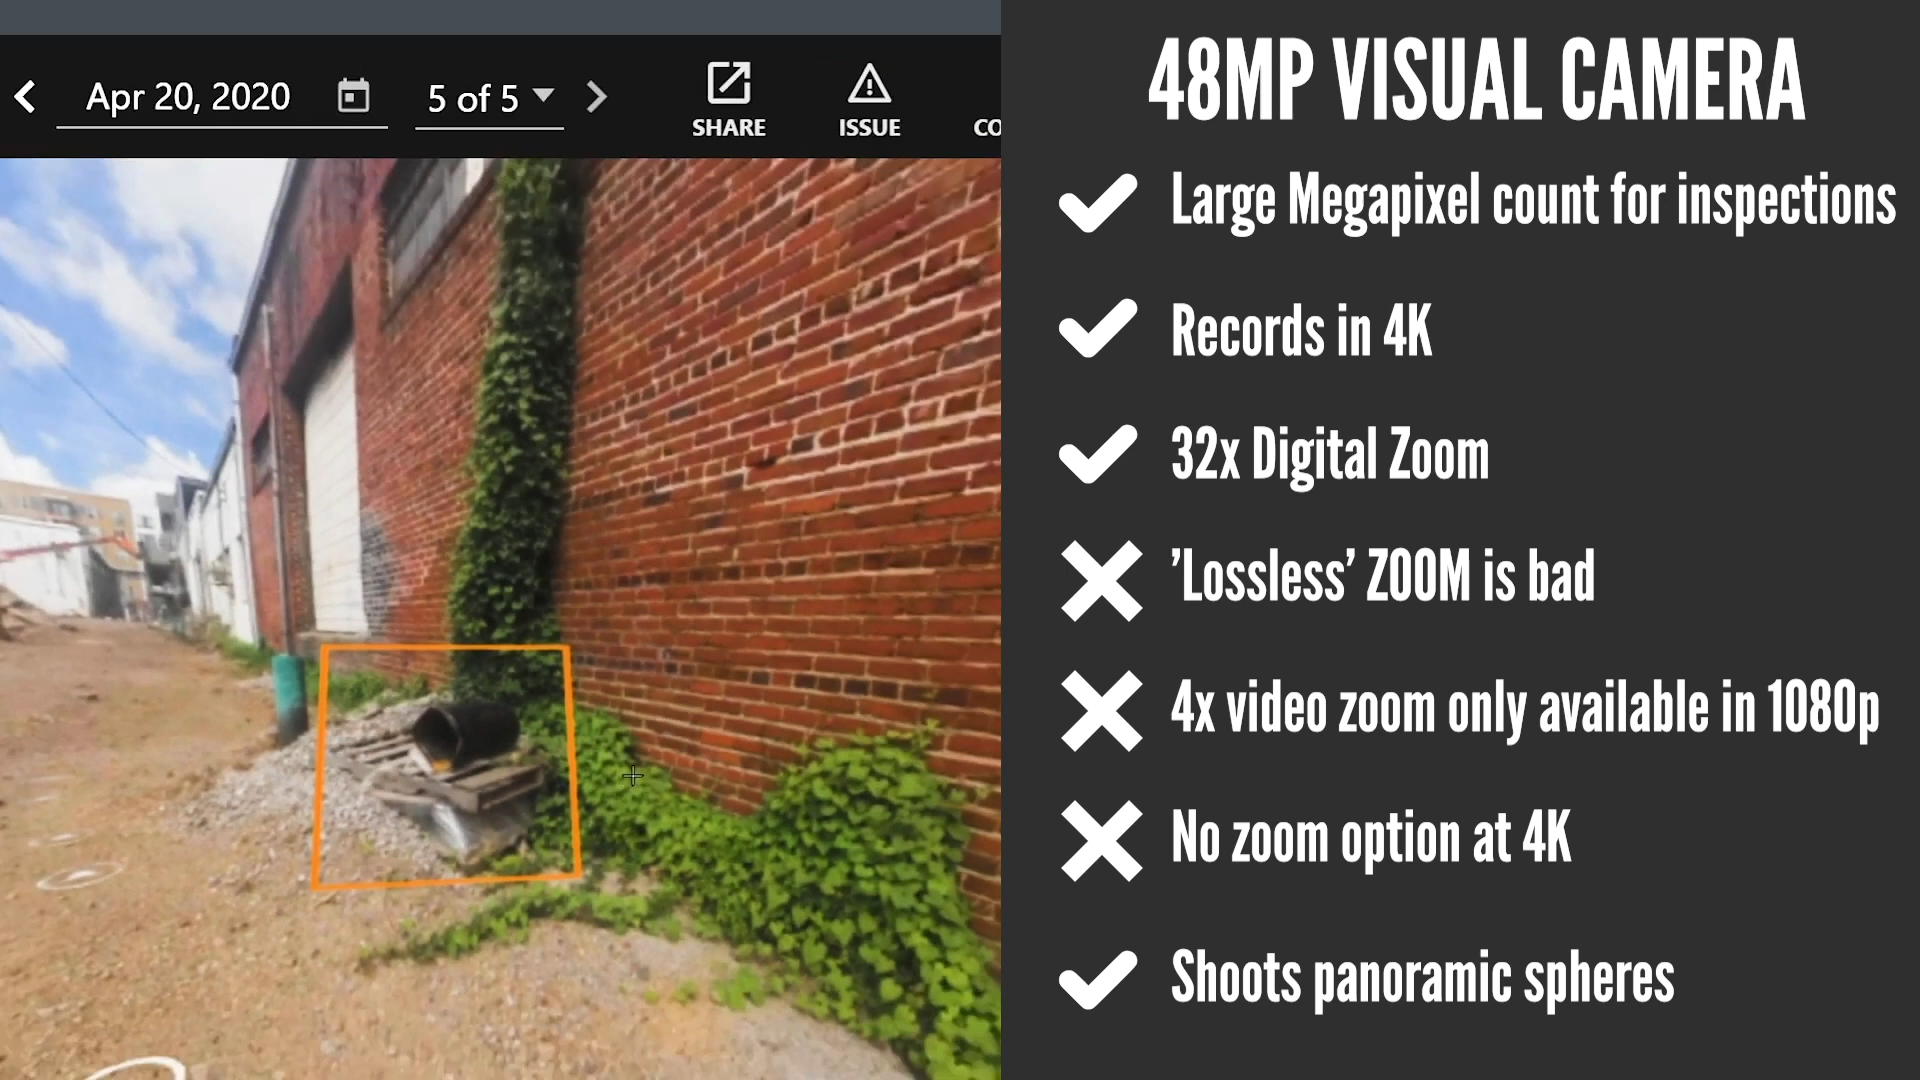 Apr 20, 2020
5 of 5
SHARE
ISSUE
CO
48MP VISUAL CAMERA
Large Megapixel count for inspections
Records in 4K
32x Digital Zoom
'Lossless' ZOOM is bad
4x video zoom only available in 1080p
No zoom option at 4K
Shoots panoramic spheres